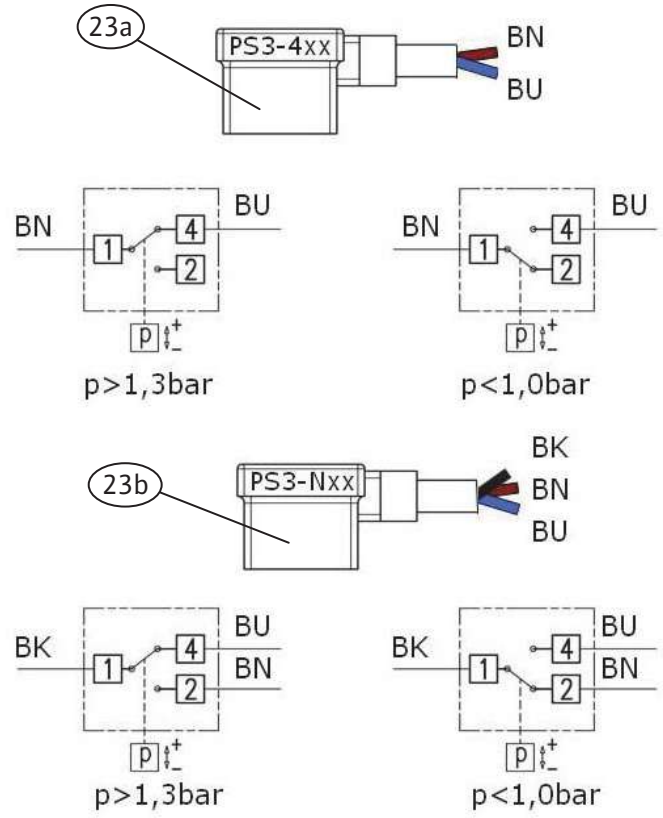 23a
PS3-4xx
BN
BU
BN
1
4
BU
2
p
+
-
p>1,3bar
BN
1
4
BU
2
p
+
-
p<1,0bar
23b
PS3-Nxx
BK
BN
BU
BK
1
4
BU
2
BN
p
+
-
p>1,3bar
BK
1
4
BU
2
BN
p
+
-
p<1,0bar